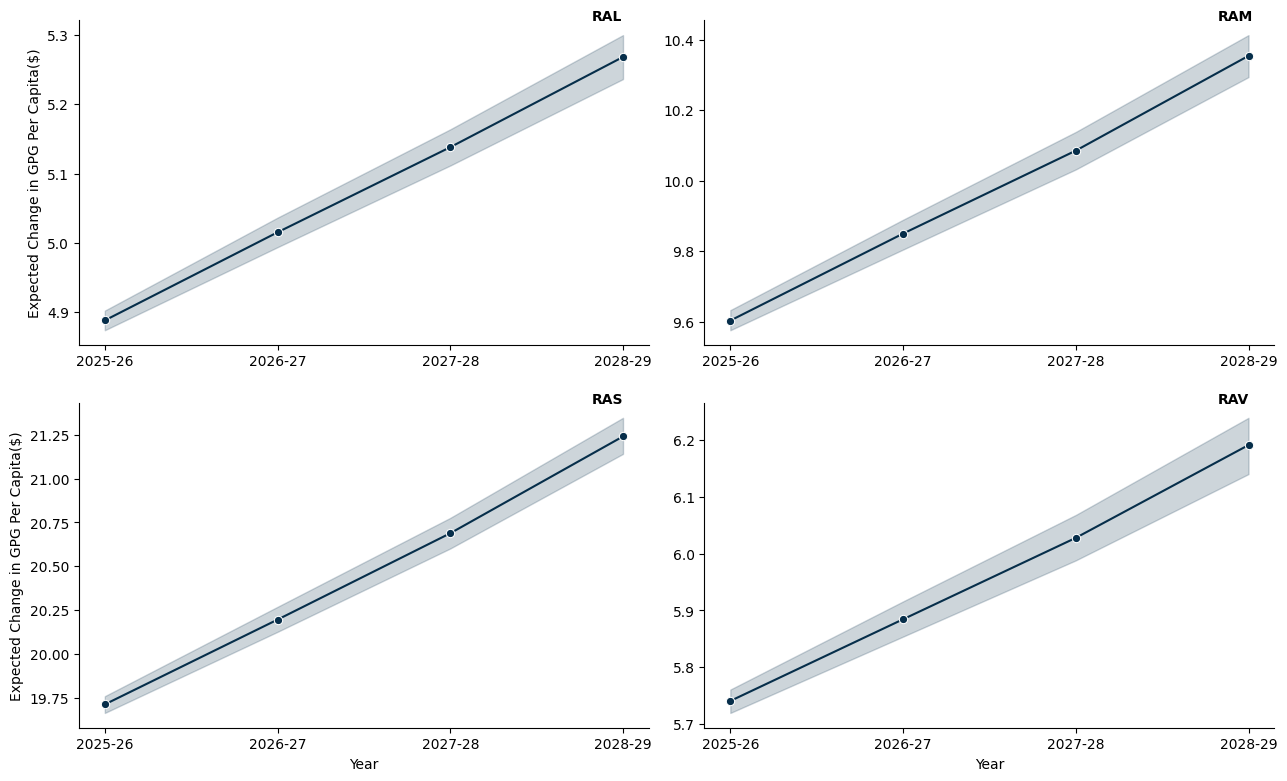 RAL
Expected Change in GPG Per Capita($)
5.3
5.2
5.1
5.0
4.9
2025-26 2026-27 2027-28 2028-29
RAM
10.4
10.2
10.0
9.8
9.6
2025-26 2026-27 2027-28 2028-29
RAS
Expected Change in GPG Per Capita($)
21.25
21.00
20.75
20.50
20.25
20.00
19.75
2025-26 2026-27 2027-28 2028-29
Year
RAV
6.2
6.1
6.0
5.9
5.8
5.7
2025-26 2026-27 2027-28 2028-29
Year